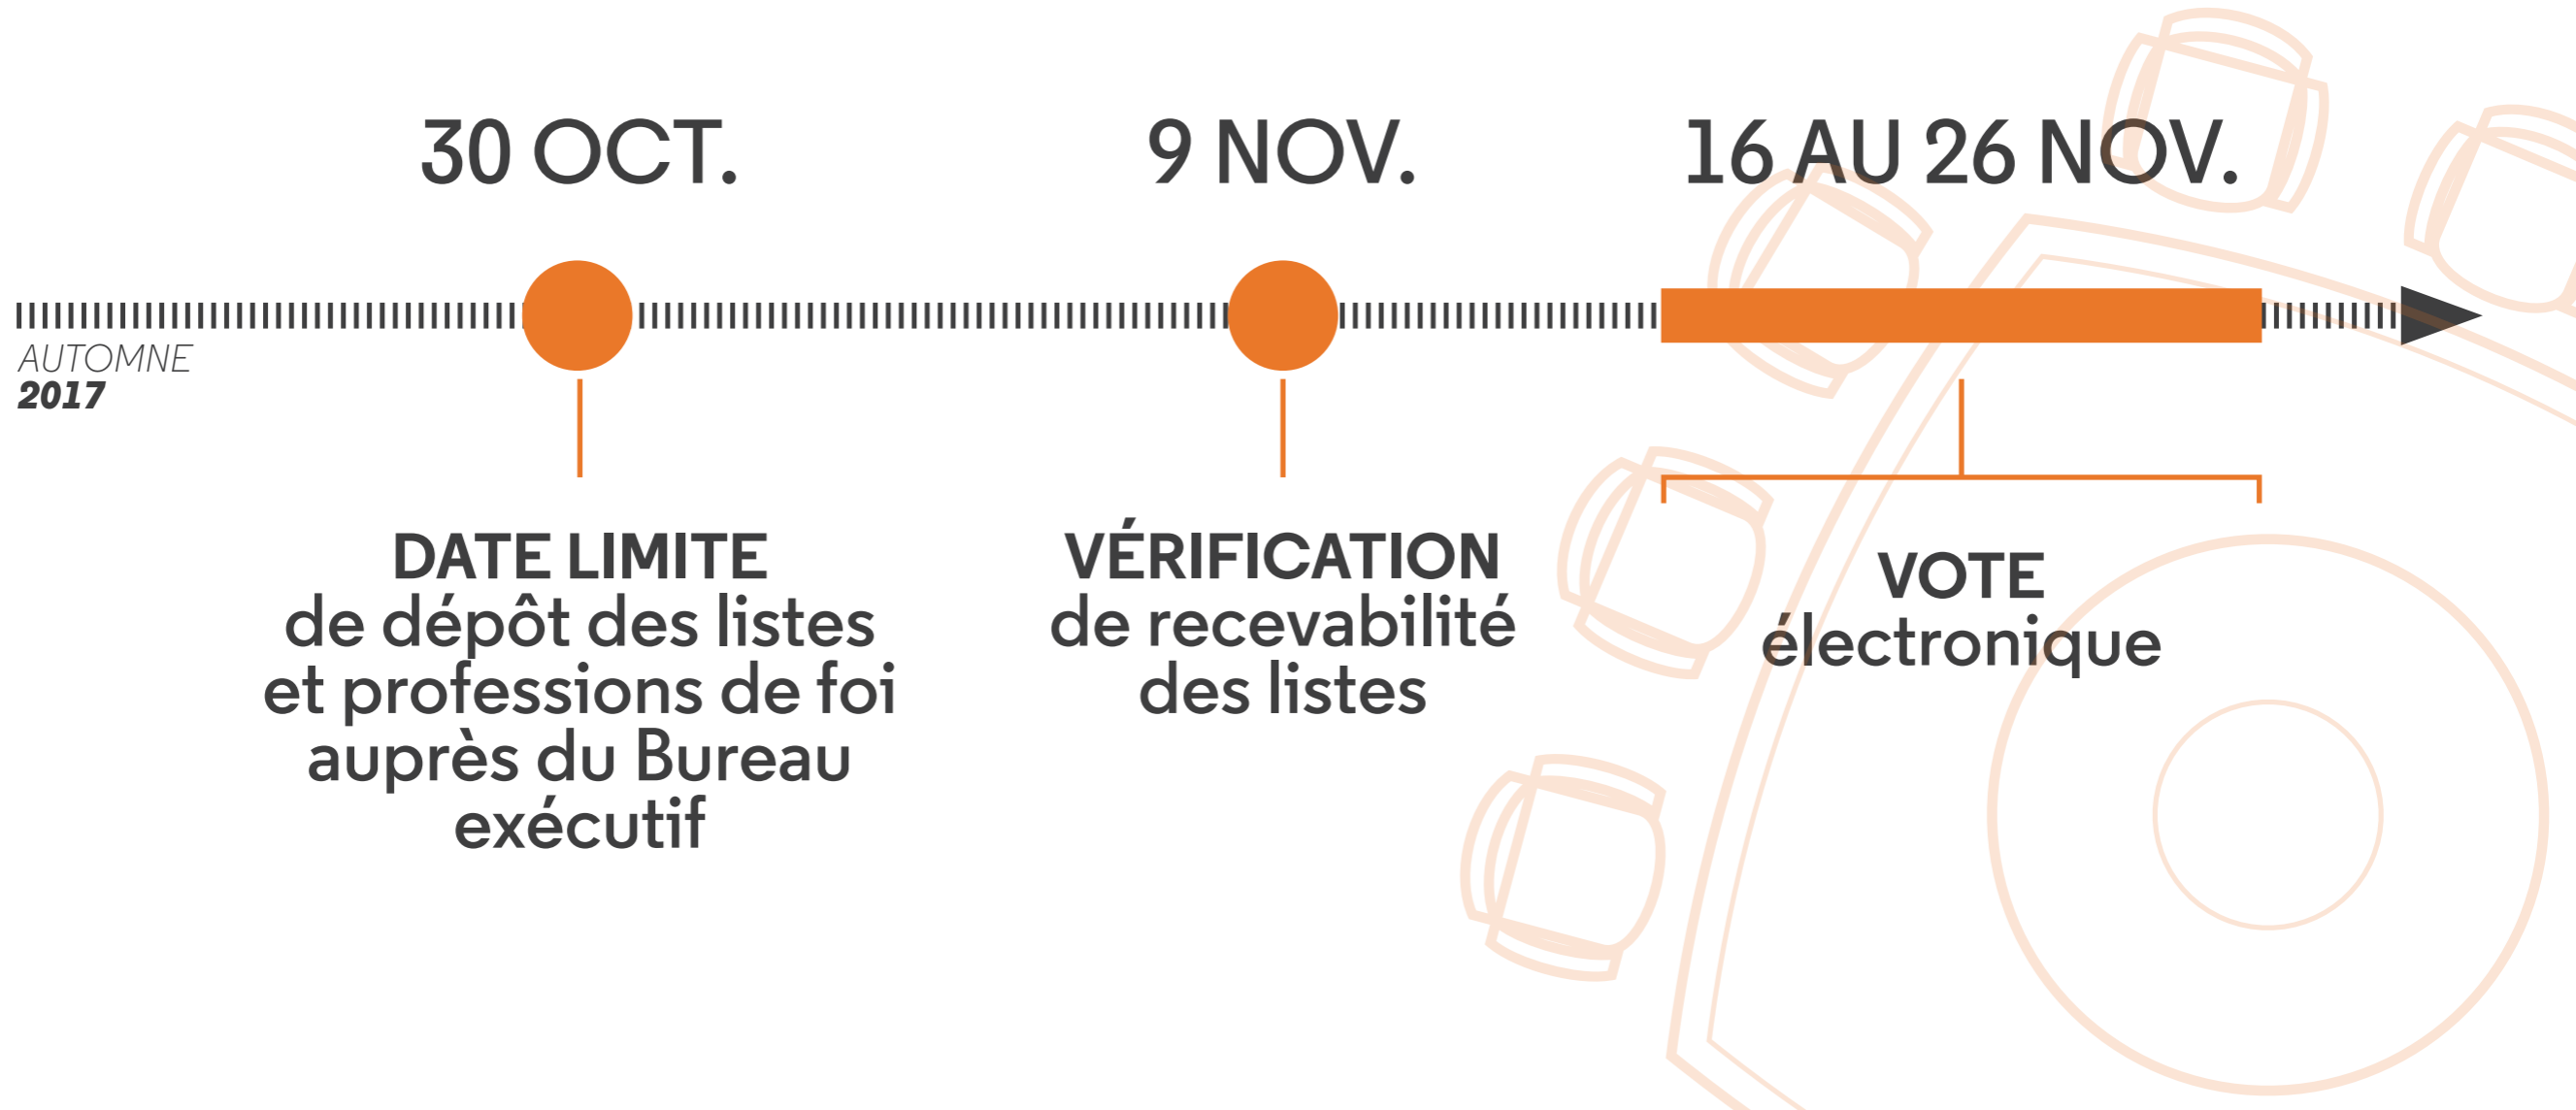 30 OCT.
9 NOV.
16 AU 26 NOV.
AUTOMNE
2017
DATE LIMITE
de dépôt des listes
et professions de foi
auprès du Bureau
exécutif
VÉRIFICATION
de recevabilité
des listes
VOTE
électronique